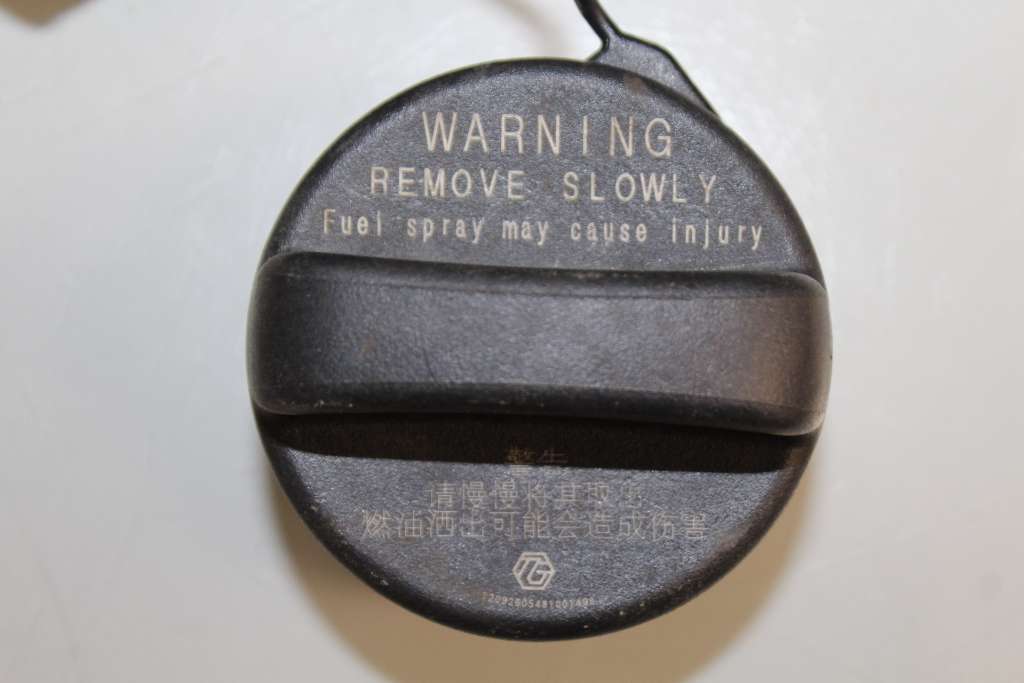 WARNING
REMOVE SLOWLY
Fuel spray may cause injury
警告
请慢慢将其取出
燃油洒出可能会造成伤害
TG